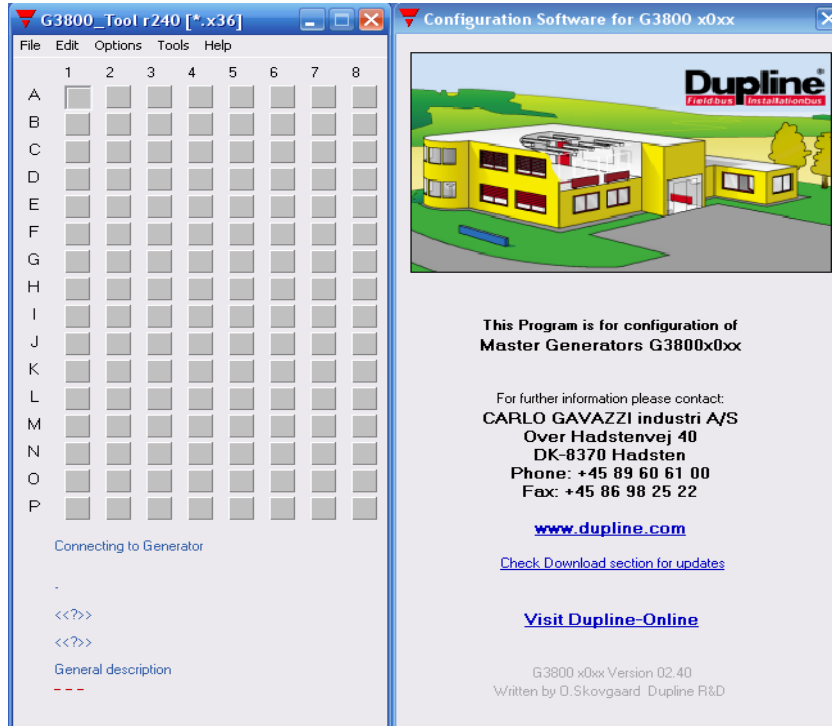 G3800_Tool r240 [*.x36]
File Edit Options Tools Help
1 2 3 4 5 6 7 8
A
B
C
D
E
F
G
H
I
J
K
L
M
N
O
P
Connecting to Generator
-
<<?>>
<<?>>
General description
- - -
Configuration Software for G3800 x0xx
Dupline
Fieldbus Installationbus
This Program is for configuration of
Master Generators G3800x0xx
For further information please contact:
CARLO GAVAZZI industri A/S
Over Hadstenvej 40
DK-8370 Hadsten
Phone: +45 89 60 61 00
Fax: +45 86 98 25 22
www.dupline.com
Check Download section for updates
Visit Dupline-Online
G3800 x0xx Version 02.40
Written by O.Skovgaard Dupline R&D